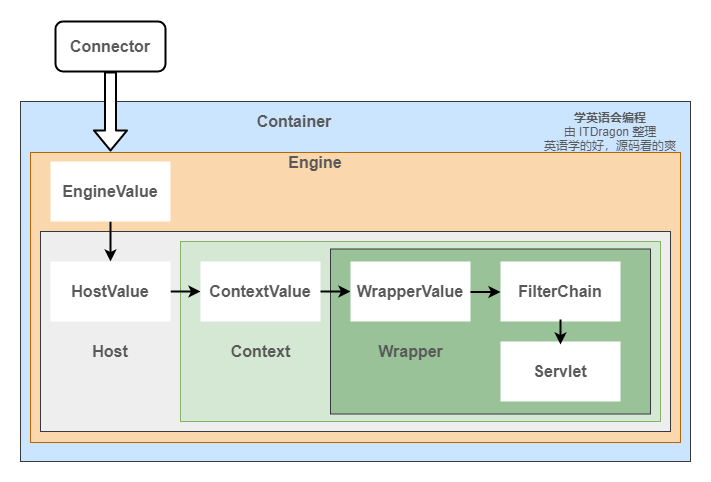 Connector
Container
学英语会编程
由 ITDragon 整理
英语学的好，源码看的爽
Engine
EngineValue
HostValue
ContextValue
WrapperValue
FilterChain
Host
Context
Wrapper
Servlet